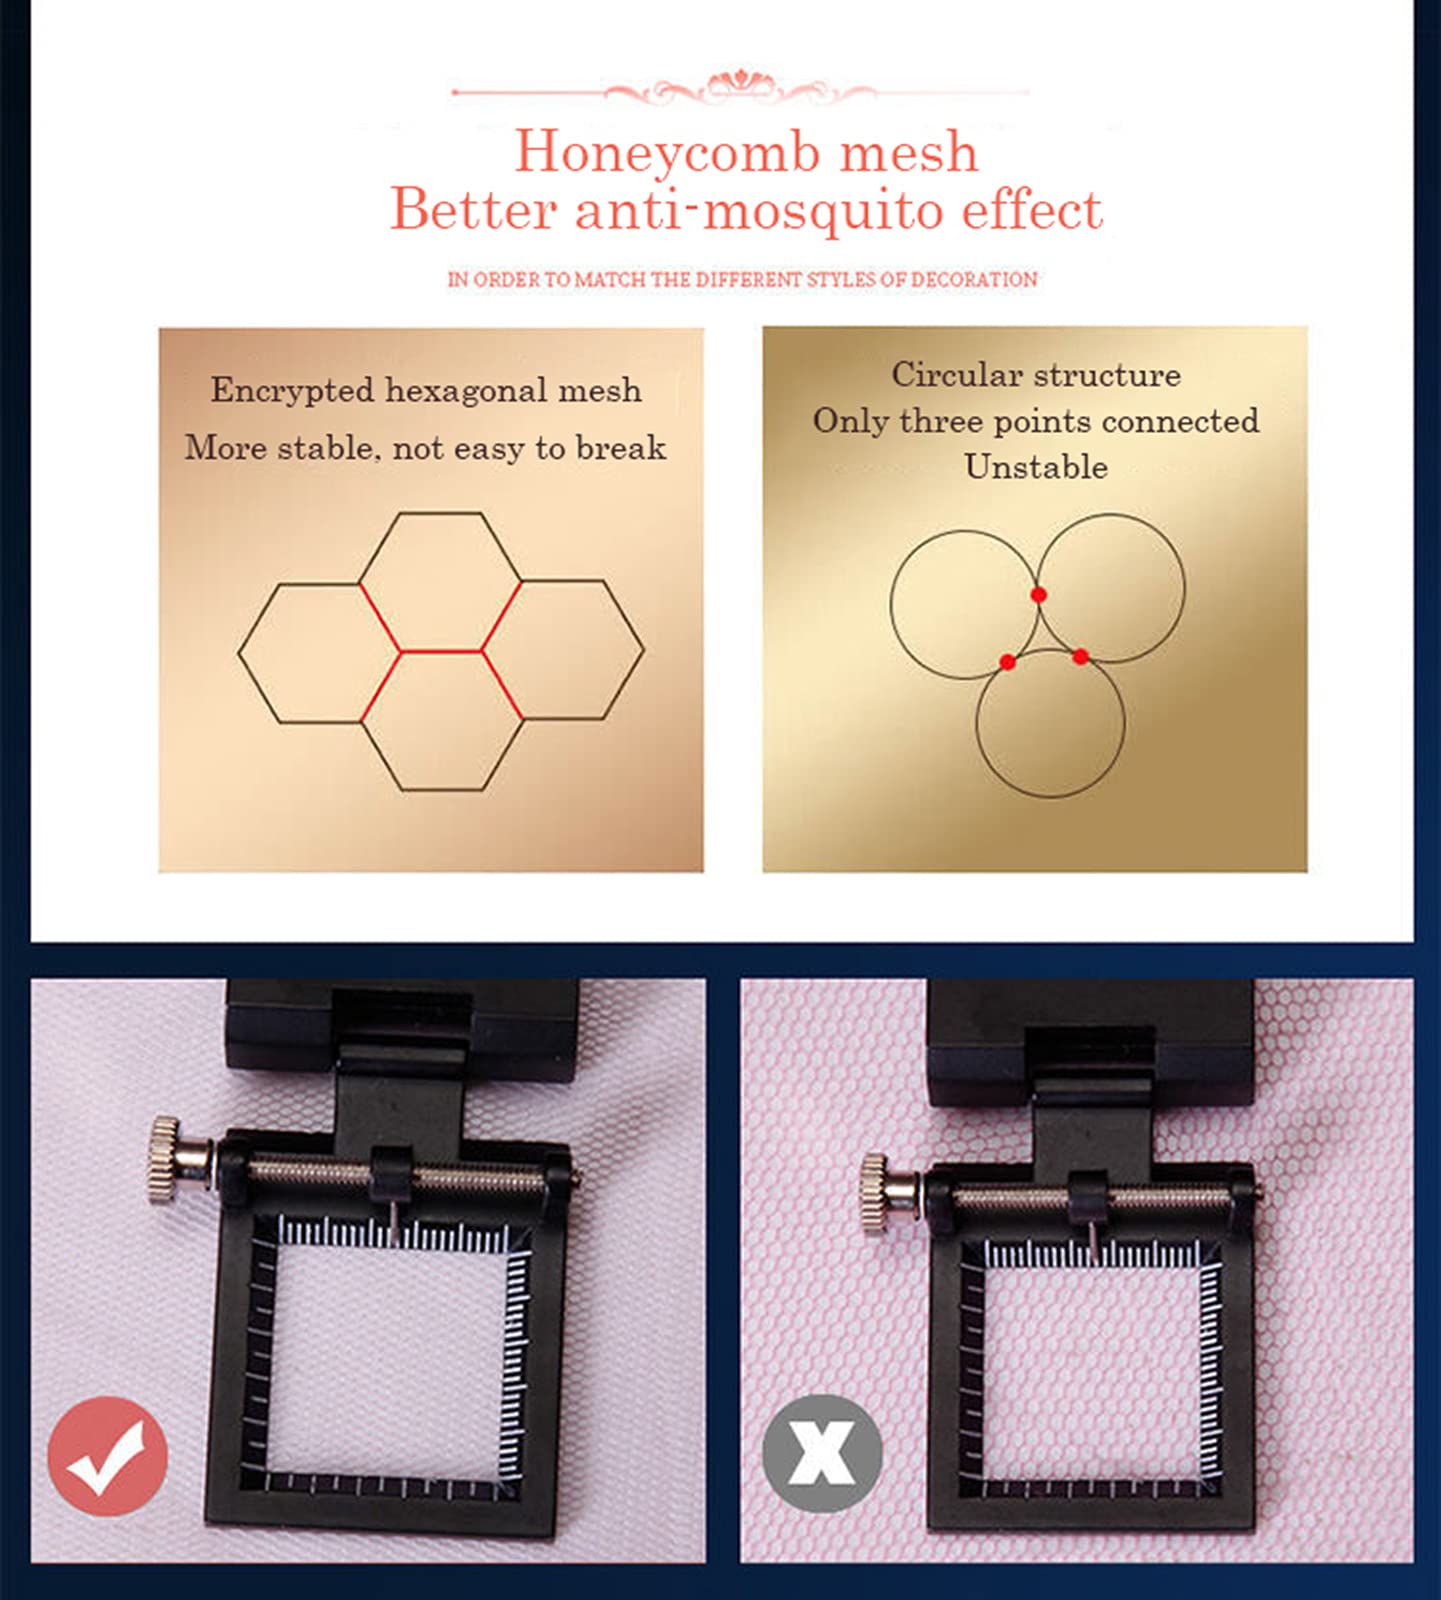 Honeycomb mesh
Better anti-mosquito effect
IN ORDER TO MATCH THE DIFFERENT STYLES OF DECORATION
Encrypted hexagonal mesh
More stable, not easy to break
Circular structure
Only three points connected
Unstable